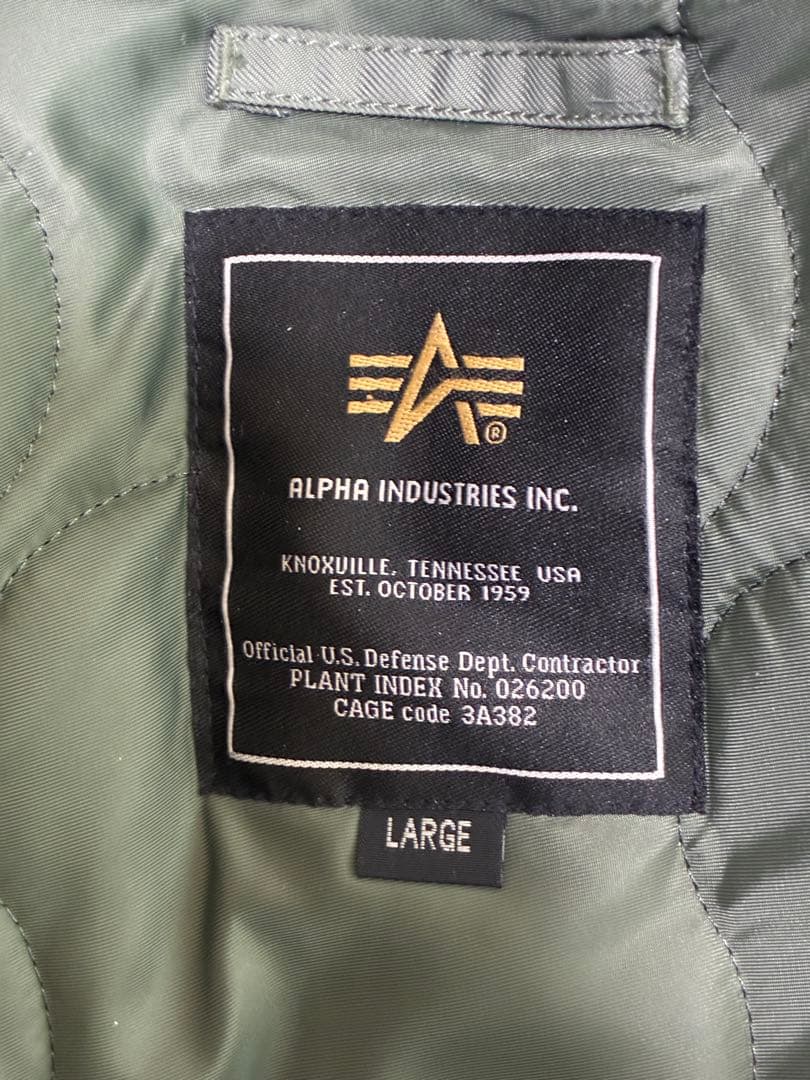 ®
ALPHA INDUSTRIES INC.
KNOXVILLE, TENNESSEE USA
EST. OCTOBER 1959
Official U.S. Defense Dept. Contractor
PLANT INDEX No. 026200
CAGE code 3A382
LARGE